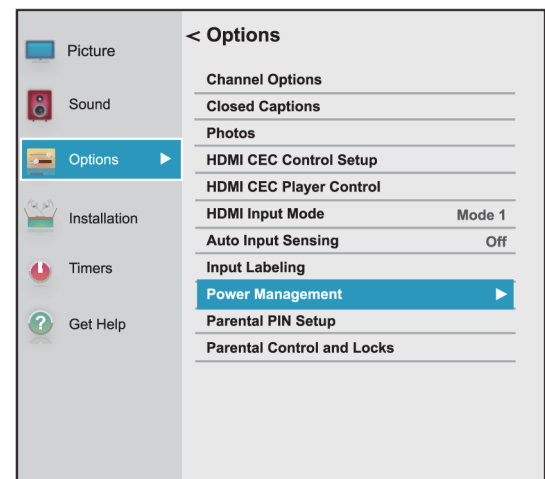 Picture
Sound
Options
Installation
Timers
Get Help
< Options
Channel Options
Closed Captions
Photos
HDMI CEC Control Setup
HDMI CEC Player Control
HDMI Input Mode Mode 1
Auto Input Sensing Off
Input Labeling
Power Management
Parental PIN Setup
Parental Control and Locks